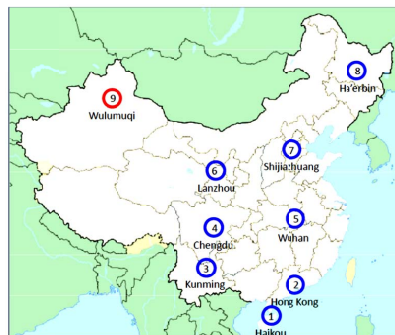 9
Wulumuqi
8
Ha'erbin
7
Shijiazhuang
6
Lanzhou
5
Wuhan
4
Chengdu
3
Kunming
2
Hong Kong
1
Haikou